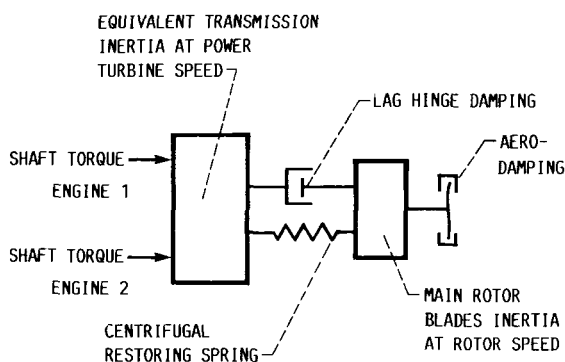 EQUIVALENT TRANSMISSION
INERTIA AT POWER
TURBINE SPEED
LAG HINGE DAMPING
AERO-
DAMPING
SHAFT TORQUE
ENGINE 1
SHAFT TORQUE
ENGINE 2
CENTRIFUGAL
RESTORING SPRING
MAIN ROTOR
BLADES INERTIA
AT ROTOR SPEED